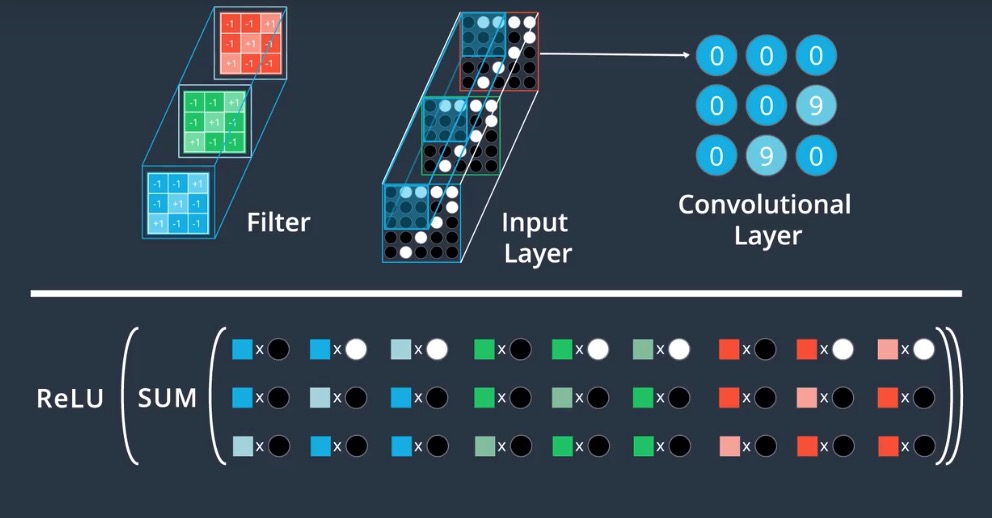 -1 -1 +1
-1 +1 -1
+1 -1 -1
-1 -1 +1
-1 +1 -1
+1 -1 -1
-1 -1 +1
-1 +1 -1
+1 -1 -1
Filter
Input
Layer
0 0 0
0 0 9
0 9 0
Convolutional
Layer
ReLU ( SUM (
x x x x x x x x x
x x x x x x x x x
x x x x x x x x x
))